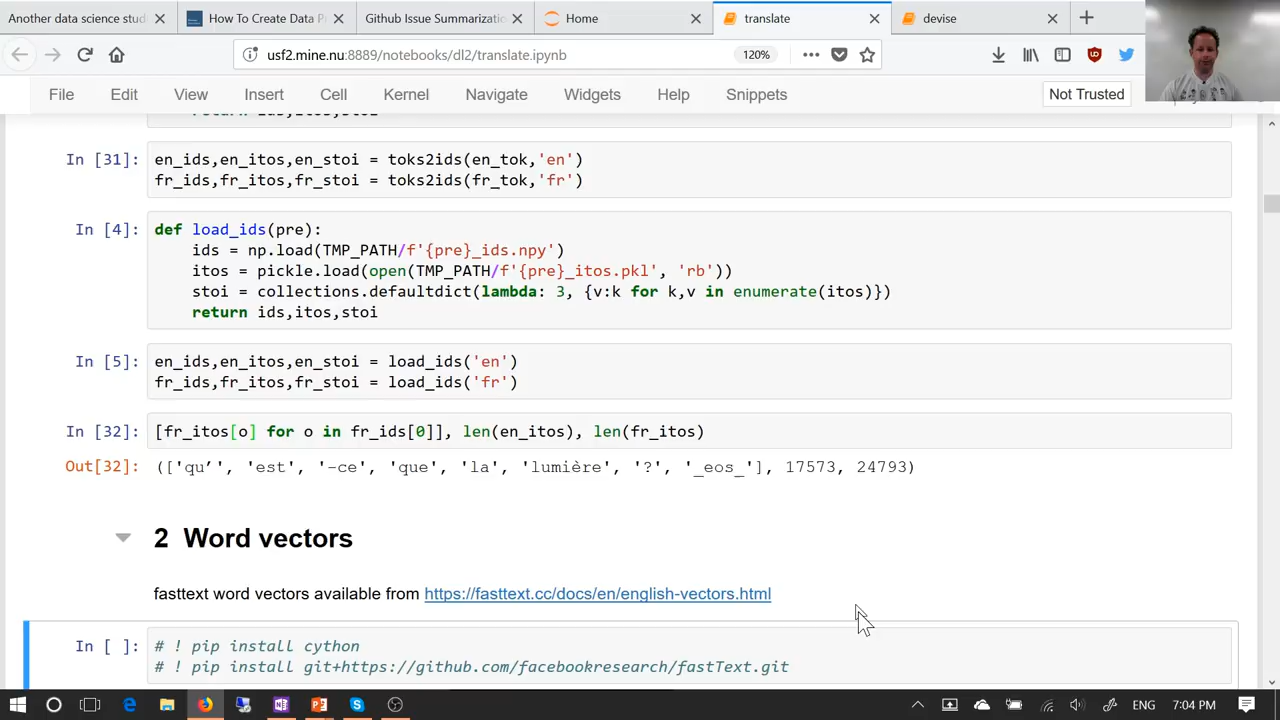 Another data science stud
How To Create Data P
Github Issue Summarizatio
Home
translate
devise
usf2.mine.nu:8889/notebooks/dl2/translate.ipynb
120%
File Edit View Insert Cell Kernel Navigate Widgets Help Snippets
Not Trusted
return ids,itos,stoi
In [31]:
en_ids,en_itos,en_stoi = toks2ids(en_tok,'en')
fr_ids,fr_itos,fr_stoi = toks2ids(fr_tok,'fr')
In [4]:
def load_ids(pre):
ids = np.load(TMP_PATH/f'{pre}_ids.npy')
itos = pickle.load(open(TMP_PATH/f'{pre}_itos.pkl', 'rb'))
stoi = collections.defaultdict(lambda: 3, {v:k for k,v in enumerate(itos)})
return ids,itos,stoi
In [5]:
en_ids,en_itos,en_stoi = load_ids('en')
fr_ids,fr_itos,fr_stoi = load_ids('fr')
In [32]:
[fr_itos[o] for o in fr_ids[0]], len(en_itos), len(fr_itos)
Out[32]:
(['qu’', 'est', '-ce', 'que', 'la', 'lumière', '?', '_eos_'], 17573, 24793)
2 Word vectors
fasttext word vectors available from https://fasttext.cc/docs/en/english-vectors.html
In [ ]:
# ! pip install cython
# ! pip install git+https://github.com/facebookresearch/fastText.git
ENG
7:04 PM